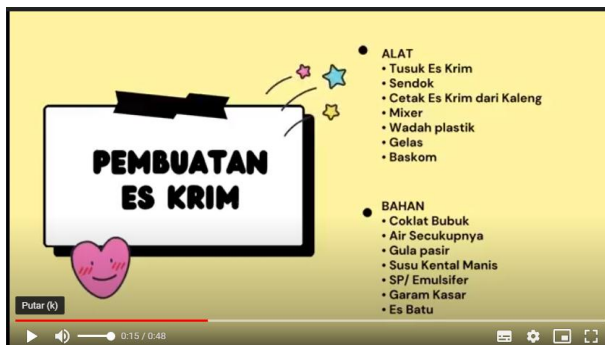 PEMBUATAN
ES KRIM
ALAT
• Tusuk Es Krim
• Sendok
• Cetak Es Krim dari Kaleng
• Mixer
• Wadah plastik
• Gelas
• Baskom
BAHAN
• Coklat Bubuk
• Air Secukupnya
• Gula pasir
• Susu Kental Manis
• SP/ Emulsifer
• Garam Kasar
• Es Batu
Putar (k)
0:15 / 0:48